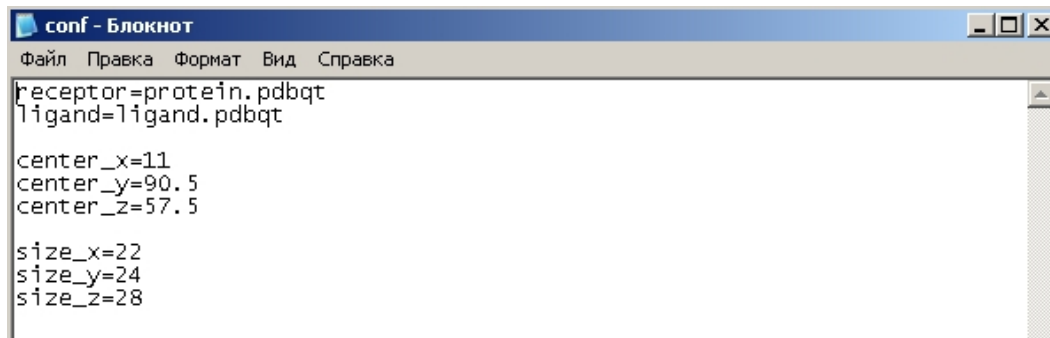 conf - Блокнот
Файл Правка Формат Вид Справка
receptor=protein.pdbqt
ligand=ligand.pdbqt
center_x=11
center_y=90.5
center_z=57.5
size_x=22
size_y=24
size_z=28